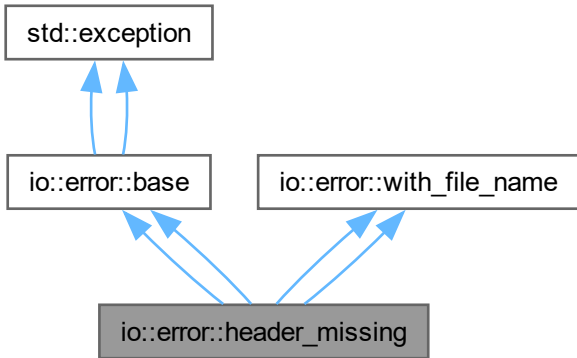 std::exception
io::error::base
io::error::with_file_name
io::error::header_missing